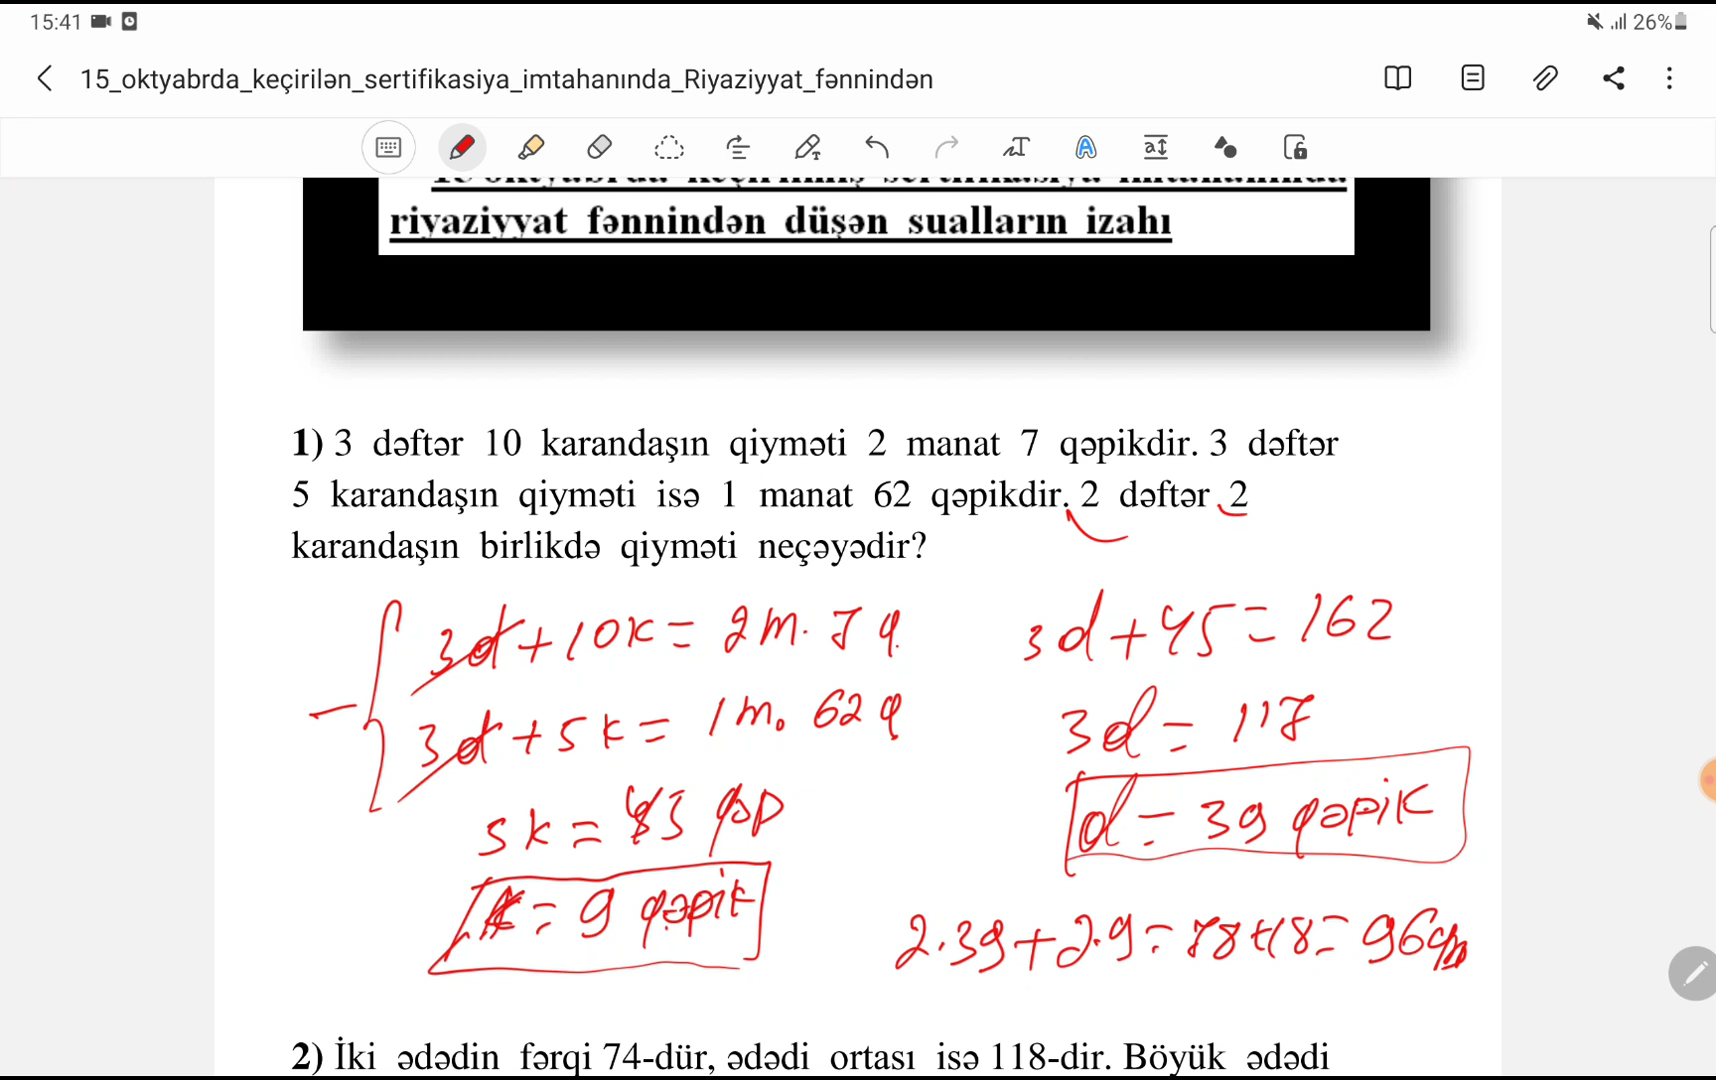 15:41
26%
15_oktyabrda_keçirilən_sertifikasiya_imtahanında_Riyaziyyat_fənnindən
riyaziyyat fənnindən düşən sualların izahı
1) 3 dəftər 10 karandaşın qiyməti 2 manat 7 qəpikdir. 3 dəftər
5 karandaşın qiyməti isə 1 manat 62 qəpikdir. 2 dəftər 2
karandaşın birlikdə qiyməti neçəyədir?
3d+10k= 2m. 7q.
3d+5k= 1m. 62q
5k= 45 qəp
k= 9 qəpik
3d+45= 162
3d= 117
d= 39 qəpik
2·39+2·9= 78+18= 96
2) İki ədədin fərqi 74-dür, ədədi ortası isə 118-dir. Böyük ədədi